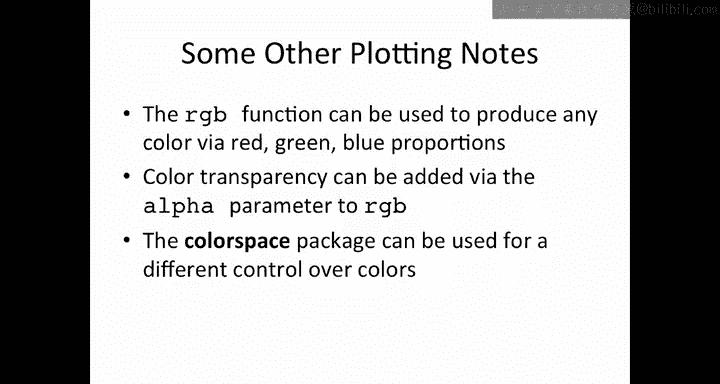 @bilibili.com
Some Other Plotting Notes
• The rgb function can be used to produce any
color via red, green, blue proportions
• Color transparency can be added via the
alpha parameter to rgb
• The colorspace package can be used for a
different control over colors